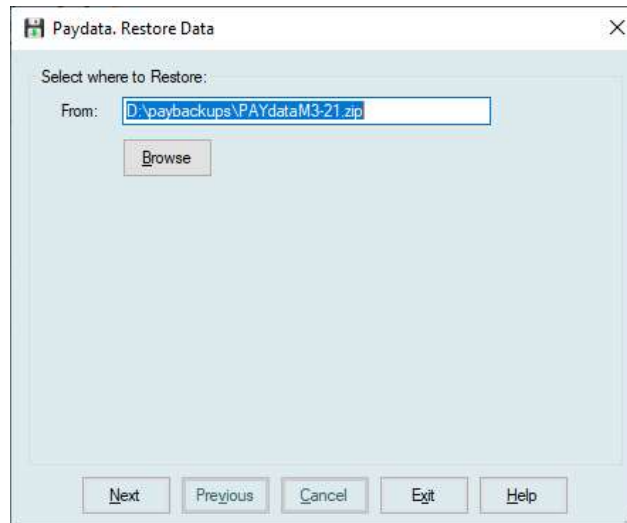 Paydata. Restore Data
Select where to Restore:
From: D:\paybackups\PAYdataM3-21.zip
Browse
Next Previous Cancel Exit Help